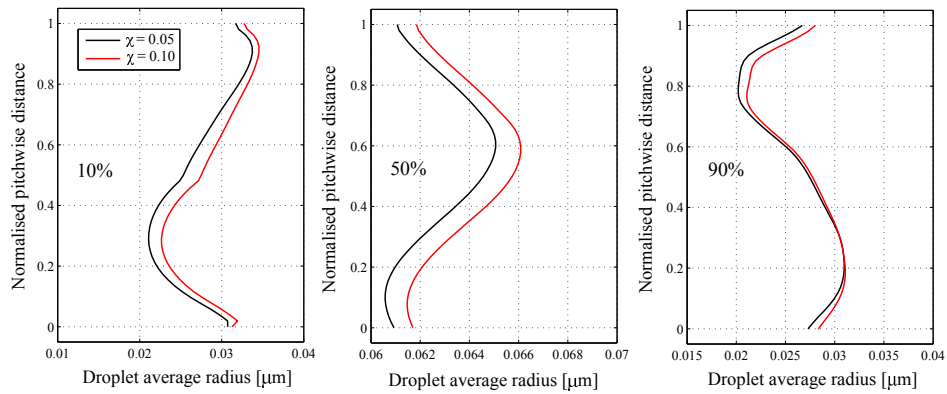 1
0.8
0.6
0.4
0.2
0
Normalised pitchwise distance
χ = 0.05
χ = 0.10
10%
0.01 0.02 0.03 0.04
Droplet average radius [μm]
1
0.8
0.6
0.4
0.2
0
Normalised pitchwise distance
50%
0.06 0.062 0.064 0.066 0.068 0.07
Droplet average radius [μm]
1
0.8
0.6
0.4
0.2
0
Normalised pitchwise distance
90%
0.015 0.02 0.025 0.03 0.035 0.04
Droplet average radius [μm]